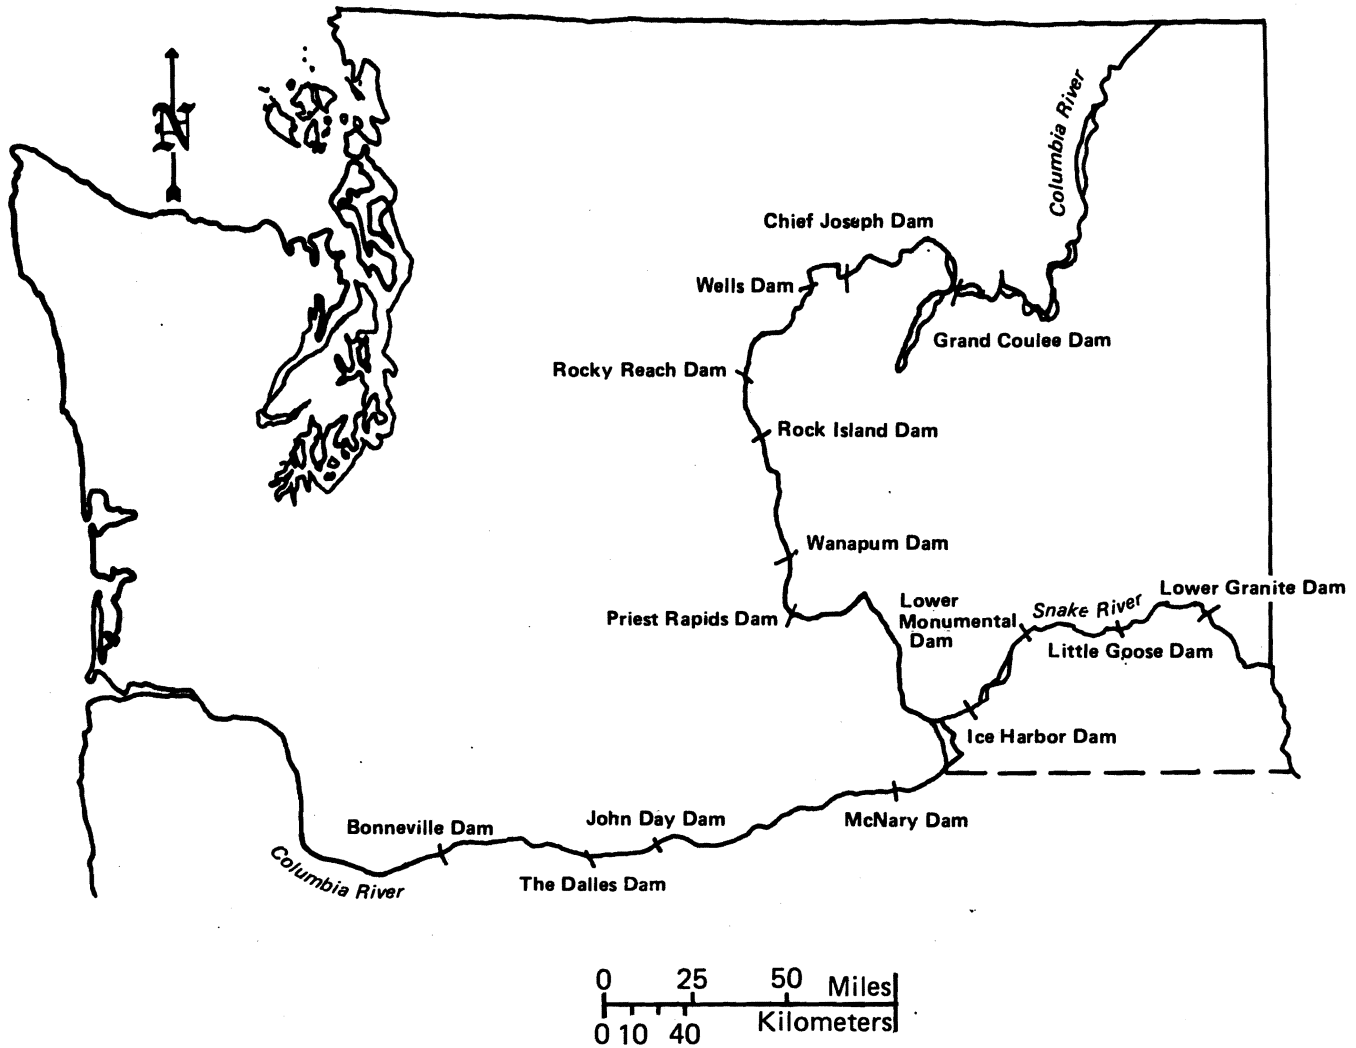 N
Columbia River
Chief Joseph Dam
Wells Dam
Grand Coulee Dam
Rocky Reach Dam
Rock Island Dam
Wanapum Dam
Priest Rapids Dam
Lower
Monumental
Dam
Snake River
Lower Granite Dam
Little Goose Dam
Ice Harbor Dam
McNary Dam
John Day Dam
Bonneville Dam
The Dalles Dam
Columbia River
0 25 50 Miles
0 10 40 Kilometers